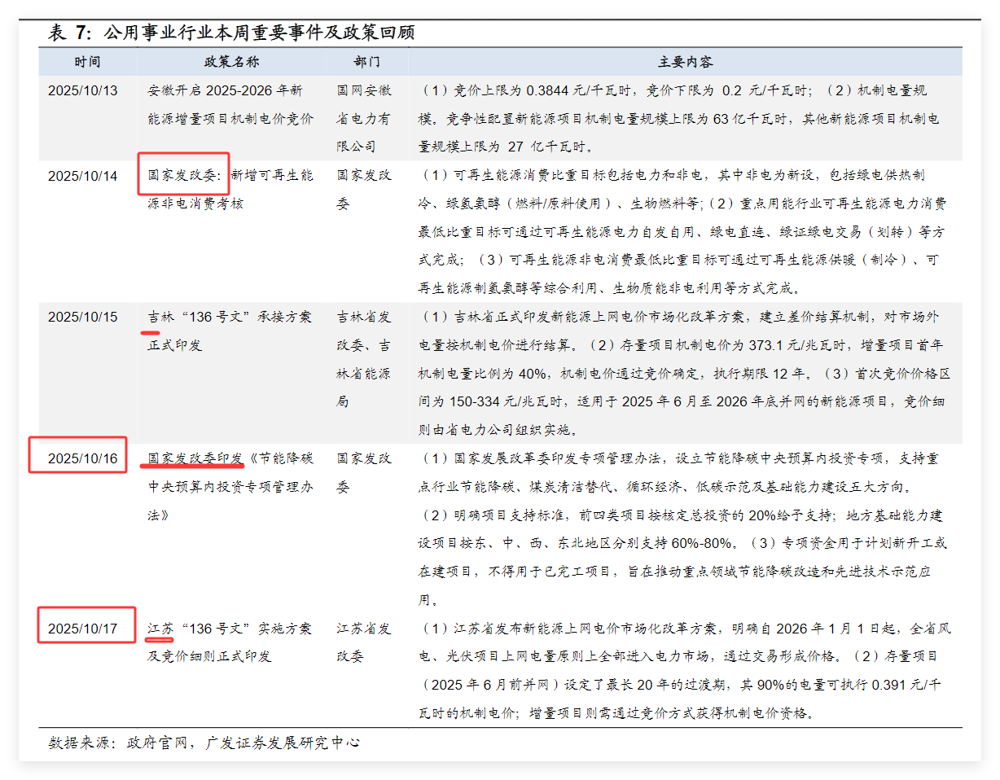 表 7：公用事业行业本周重要事件及政策回顾
时间 政策名称 部门 主要内容
2025/10/13 安徽开启 2025-2026 年新 国网安徽 （1）竞价上限为 0.3844 元/千瓦时，竞价下限为 0.2 元/千瓦时；（2）机制电量规
能源增量项目机制电价竞价 省电力有 模。竞争性配置新能源项目机制电量规模上限为 63 亿千瓦时，其他新能源项目机制电
限公司 量规模上限为 27 亿千瓦时。
2025/10/14 国家发改委：新增可再生能 国家发改 （1）可再生能源消费比重目标包括电力和非电，其中非电为新设，包括绿电供热制
源非电消费考核 委 冷、绿氢氨醇（燃料/原料使用）、生物燃料等;（2）重点用能行业可再生能源电力消费
最低比重目标可通过可再生能源电力自发自用、绿电直连、绿证绿电交易（划转）等方
式完成；（3）可再生能源非电消费最低比重目标可通过可再生能源供暖（制冷）、可
再生能源制氢氨醇等综合利用、生物质能非电利用等方式完成。
2025/10/15 吉林“136 号文”承接方案 吉林省发 （1）吉林省正式印发新能源上网电价市场化改革方案，建立差价结算机制，对市场外
正式印发 改委、吉 电量按机制电价进行结算。（2）存量项目机制电价为 373.1 元/兆瓦时，增量项目首年
林省能源 机制电量比例为 40%，机制电价通过竞价确定，执行期限 12 年。（3）首次竞价价格区
局 间为 150-334 元/兆瓦时，适用于 2025 年 6 月至 2026 年底并网的新能源项目，竞价细
则由省电力公司组织实施。
2025/10/16 国家发改委印发《节能降碳 国家发改 （1）国家发展改革委印发专项管理办法，设立节能降碳中央预算内投资专项，支持重
中央预算内投资专项管理办 委 点行业节能降碳、煤炭清洁替代、循环经济、低碳示范及基础能力建设五大方向。
法》 （2）明确项目支持标准，前四类项目按核定总投资的 20%给予支持；地方基础能力建
设项目按东、中、西、东北地区分别支持 60%-80%。（3）专项资金用于计划新开工或
在建项目，不得用于已完工项目，旨在推动重点领域节能降碳改造和先进技术示范应
用。
2025/10/17 江苏“136 号文”实施方案 江苏省发 （1）江苏省发布新能源上网电价市场化改革方案，明确自 2026 年 1 月 1 日起，全省风
及竞价细则正式印发 改委 电、光伏项目上网电量原则上全部进入电力市场，通过交易形成价格。（2）存量项目
（2025 年 6 月前并网）设定了最长 20 年的过渡期，其 90%的电量可执行 0.391 元/千
瓦时的机制电价；增量项目则需通过竞价方式获得机制电价资格。
数据来源：政府官网，广发证券发展研究中心